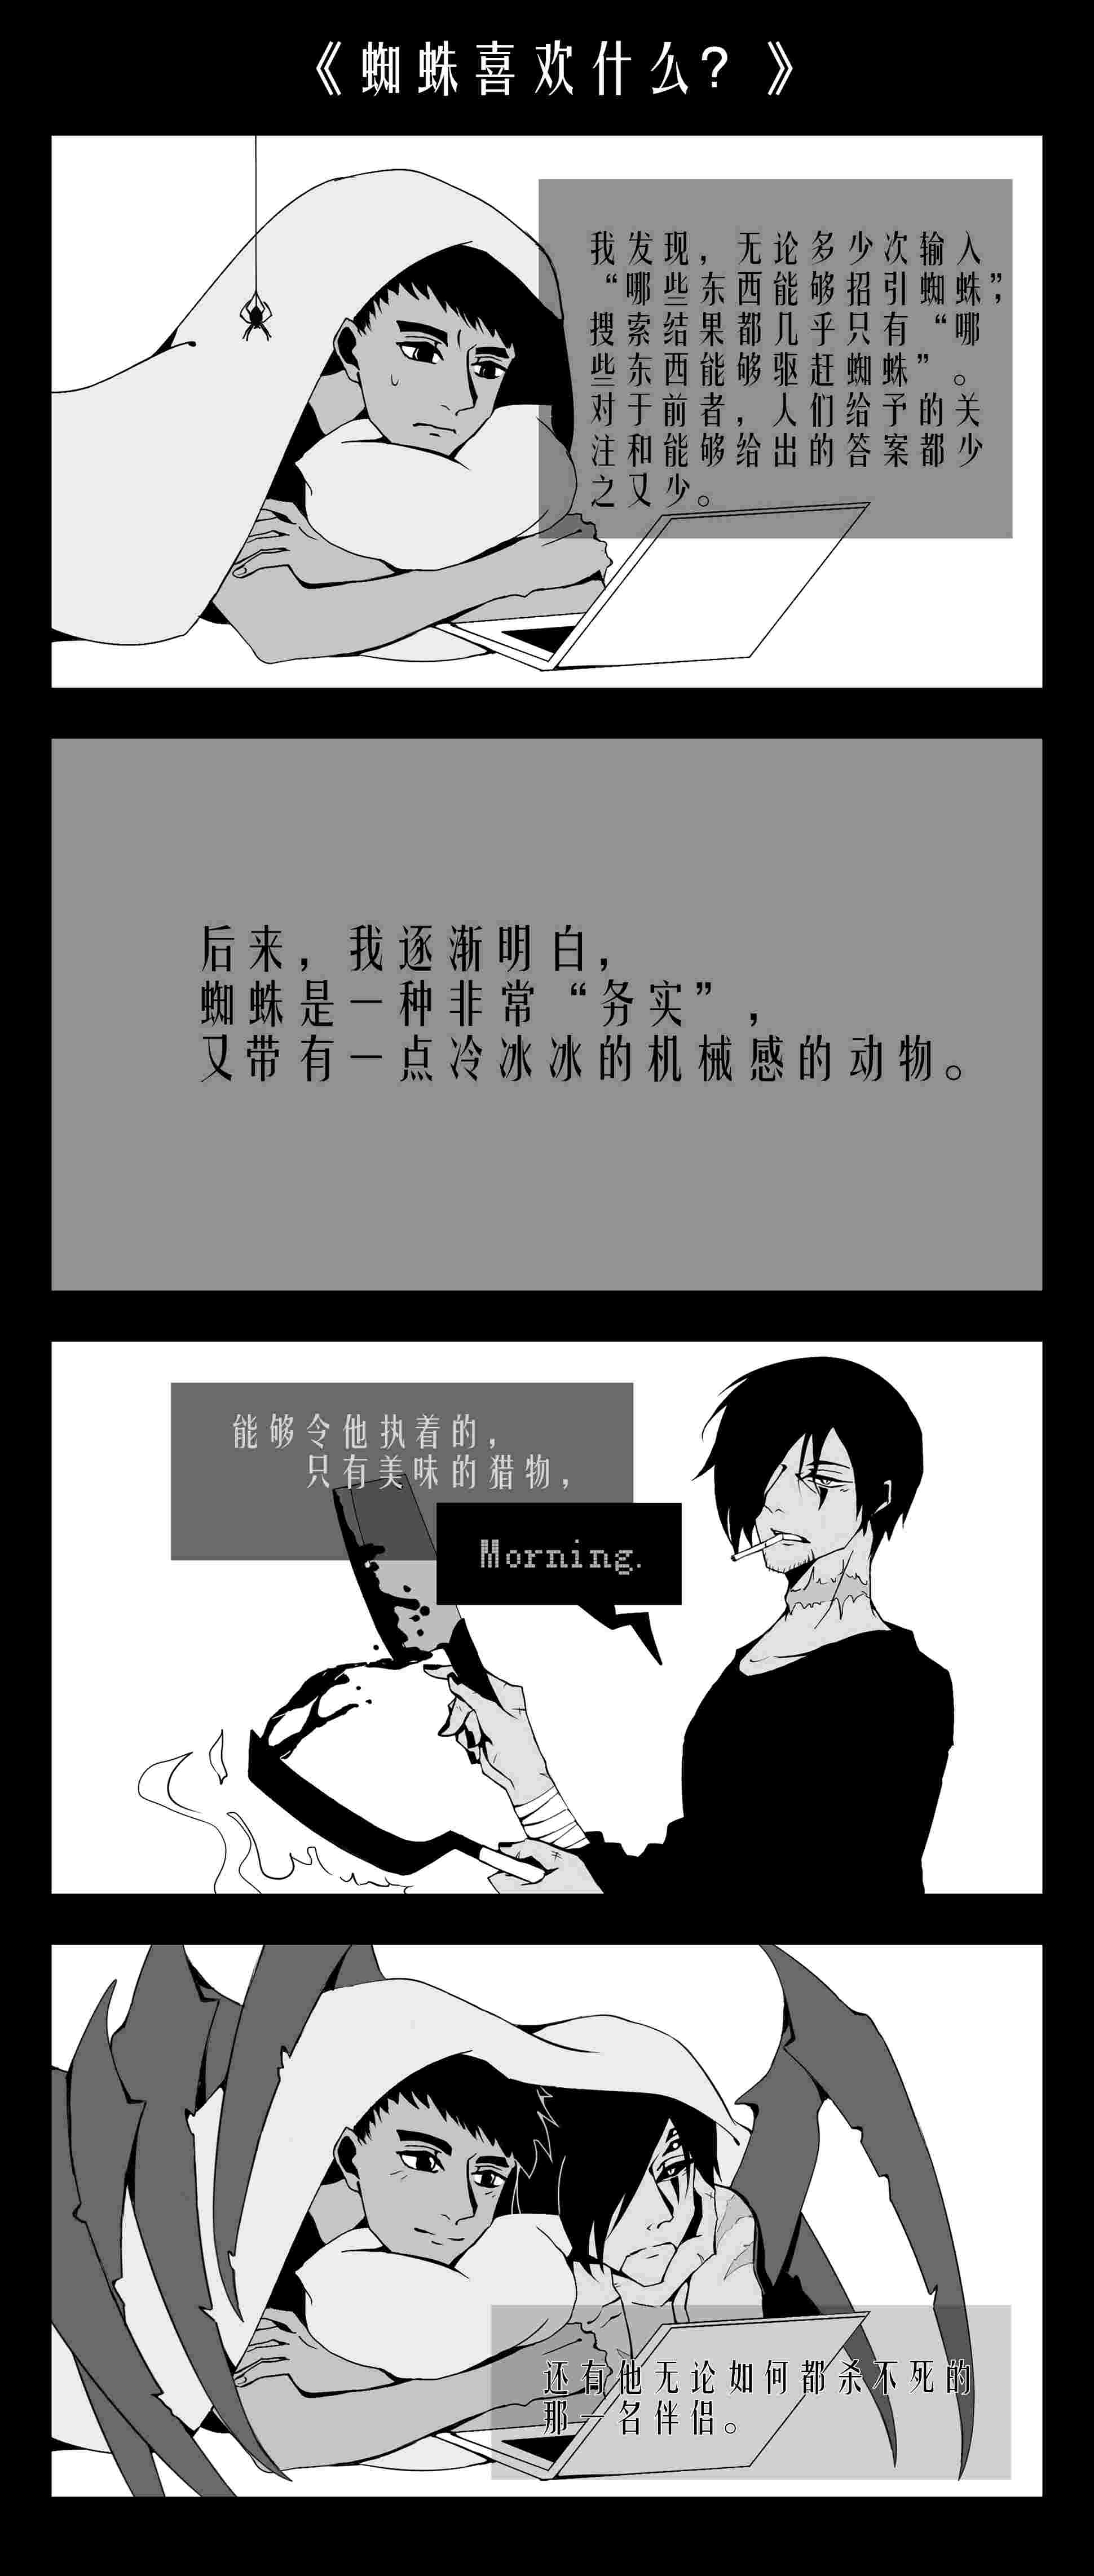 《蜘蛛喜欢什么？》
我发现，无论多少次输入
“哪些东西能够招引蜘蛛”，
搜索结果都几乎只有“哪
些东西能够驱赶蜘蛛”。
对于前者，人们给予的关
注和能够给出的答案都少
之又少。
后来，我逐渐明白，
蜘蛛是一种非常“务实”，
又带有一点冷冰冰的机械感的动物。
能够令他执着的，
只有美味的猎物，
Morning.
还有他无论如何都杀不死的
那一名伴侣。